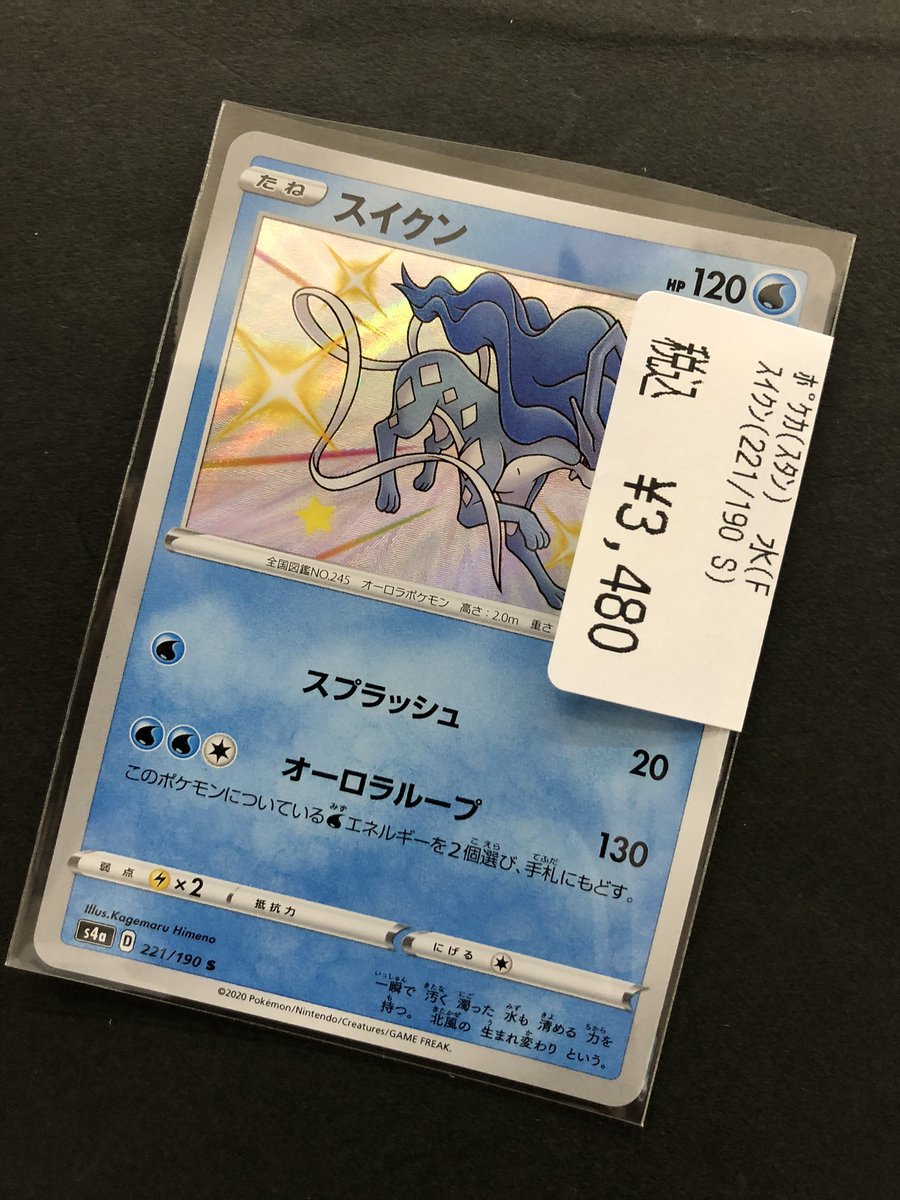 たね
スイクン
HP 120
税込 ¥3,480
ポケカ(スタン) 水(F
スイクン(221/190 S)
全国図鑑NO.245 オーロラポケモン 高さ：2.0m 重さ
スプラッシュ 20
オーロラループ 130
このポケモンについているエネルギーを2個選び、手札にもどす。
弱点 ×2 抵抗力 にげる
Illus.Kagemaru Himeno
s4a D 221/190 S
一瞬で 汚く 濁った 水も 清める 力を
持つ。 北風の 生まれ変わり という。
©2020 Pokémon/Nintendo/Creatures/GAME FREAK.